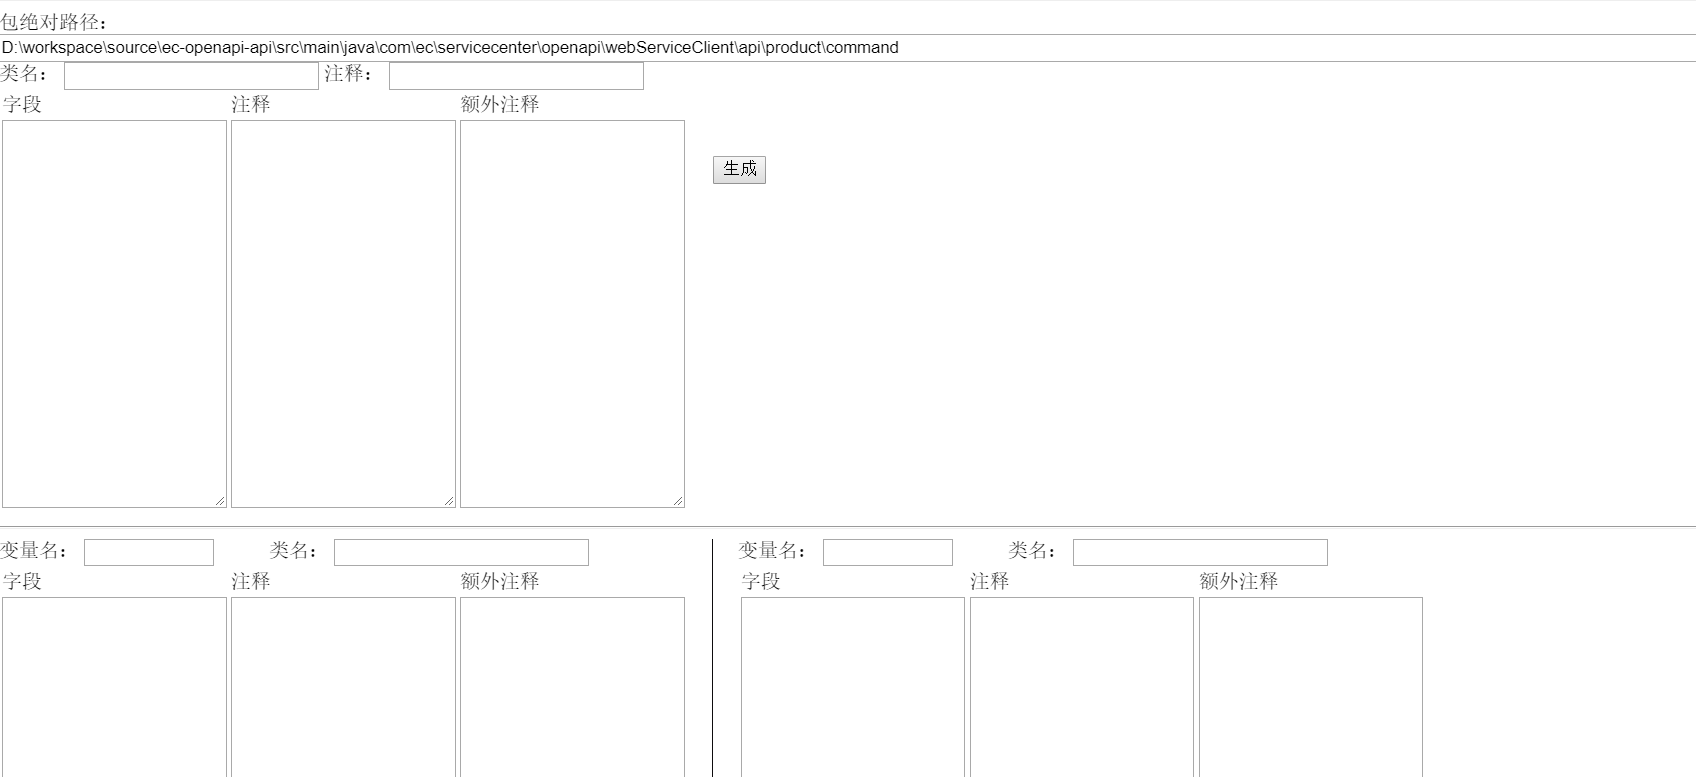 包绝对路径：
D:\workspace\source\ec-openapi-api\src\main\java\com\ec\servicecenter\openapi\webServiceClient\api\product\command
类名： 注释：
字段 注释 额外注释
生成
变量名： 类名： 变量名： 类名：
字段 注释 额外注释 字段 注释 额外注释